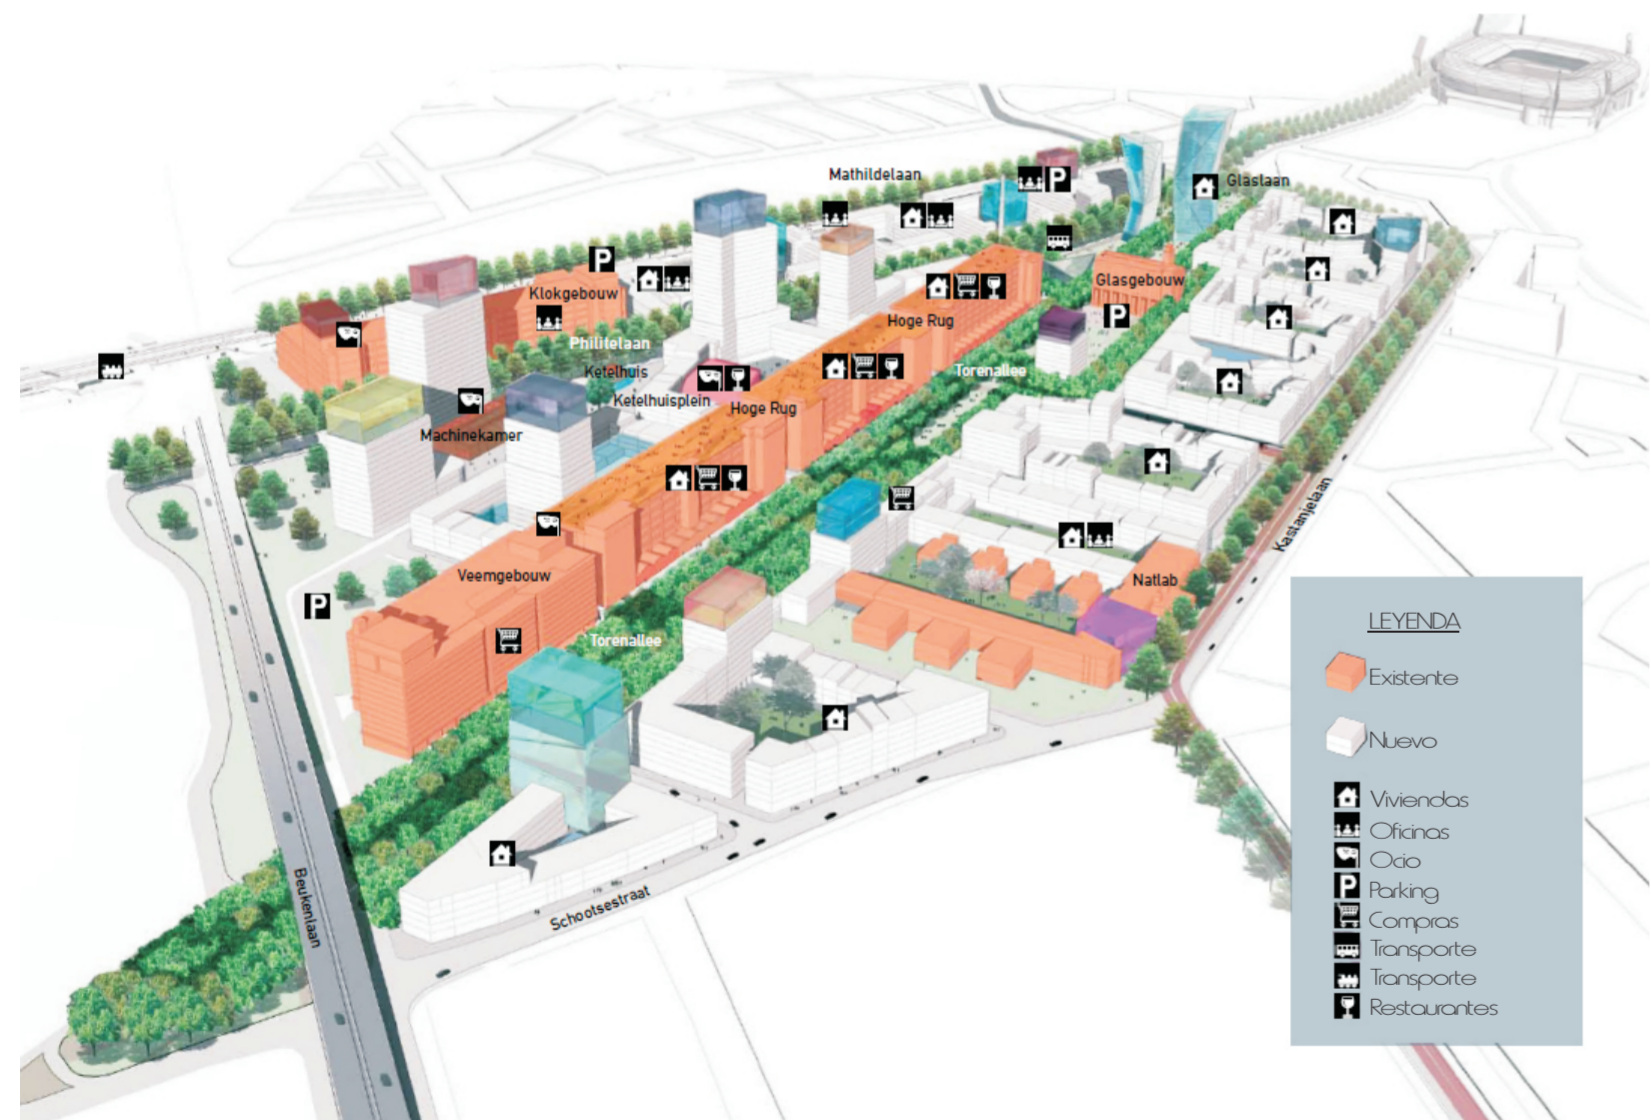 Mathildelaan
Glaslaan
P
P
Klokgebouw
Glasgebouw
P
Hoge Rug
Philitelaan
Ketelhuis
Torenallee
Ketelhuisplein
Hoge Rug
Machinekamer
Kastanjelaan
Veemgebouw
Natlab
P
Torenallee
Beukenlaan
Schootsestraat
LEYENDA
Existente
Nuevo
Viviendas
Oficinas
Ocio
P Parking
Compras
Transporte
Transporte
Restaurantes